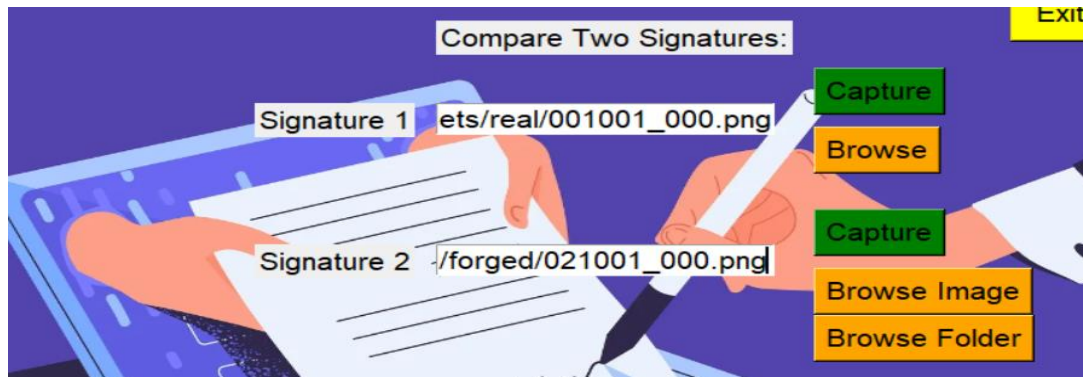 Exit
Compare Two Signatures:
Capture
Signature 1 ets/real/001001_000.png
Browse
Capture
Signature 2 /forged/021001_000.png
Browse Image
Browse Folder